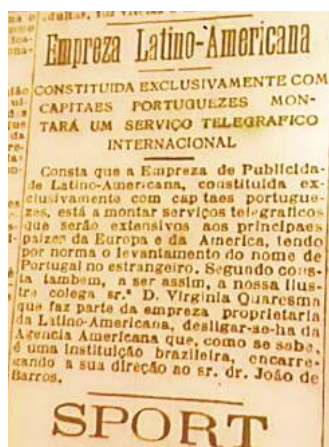 Empreza Latino-Americana
CONSTITUIDA EXCLUSIVAMENTE COM
CAPITAES PORTUGUEZES MON-
TARÁ UM SERVIÇO TELEGRAFICO
INTERNACIONAL
Consta que a Empreza de Publicida-
de Latino-Americana, constituida ex-
clusivamente com cap taes portugue-
zes, está a montar serviços telegraficos
que serão extensivos aos principaes
paizes da Europa e da America, tendo
por norma o levantamento do nome de
Portugal no estrangeiro. Segundo cons-
ta tambem, a ser assim, a nossa ilus-
tre colega sr.ª D. Virginia Quaresma
que faz parte da empreza proprietaria
da Latino-Americana, desligar-se-ha da
Agencia Americana que, como se sabe,
é uma instituição brazileira, encarre-
gando a sua direção ao sr. dr. João de
Barros.
SPORT